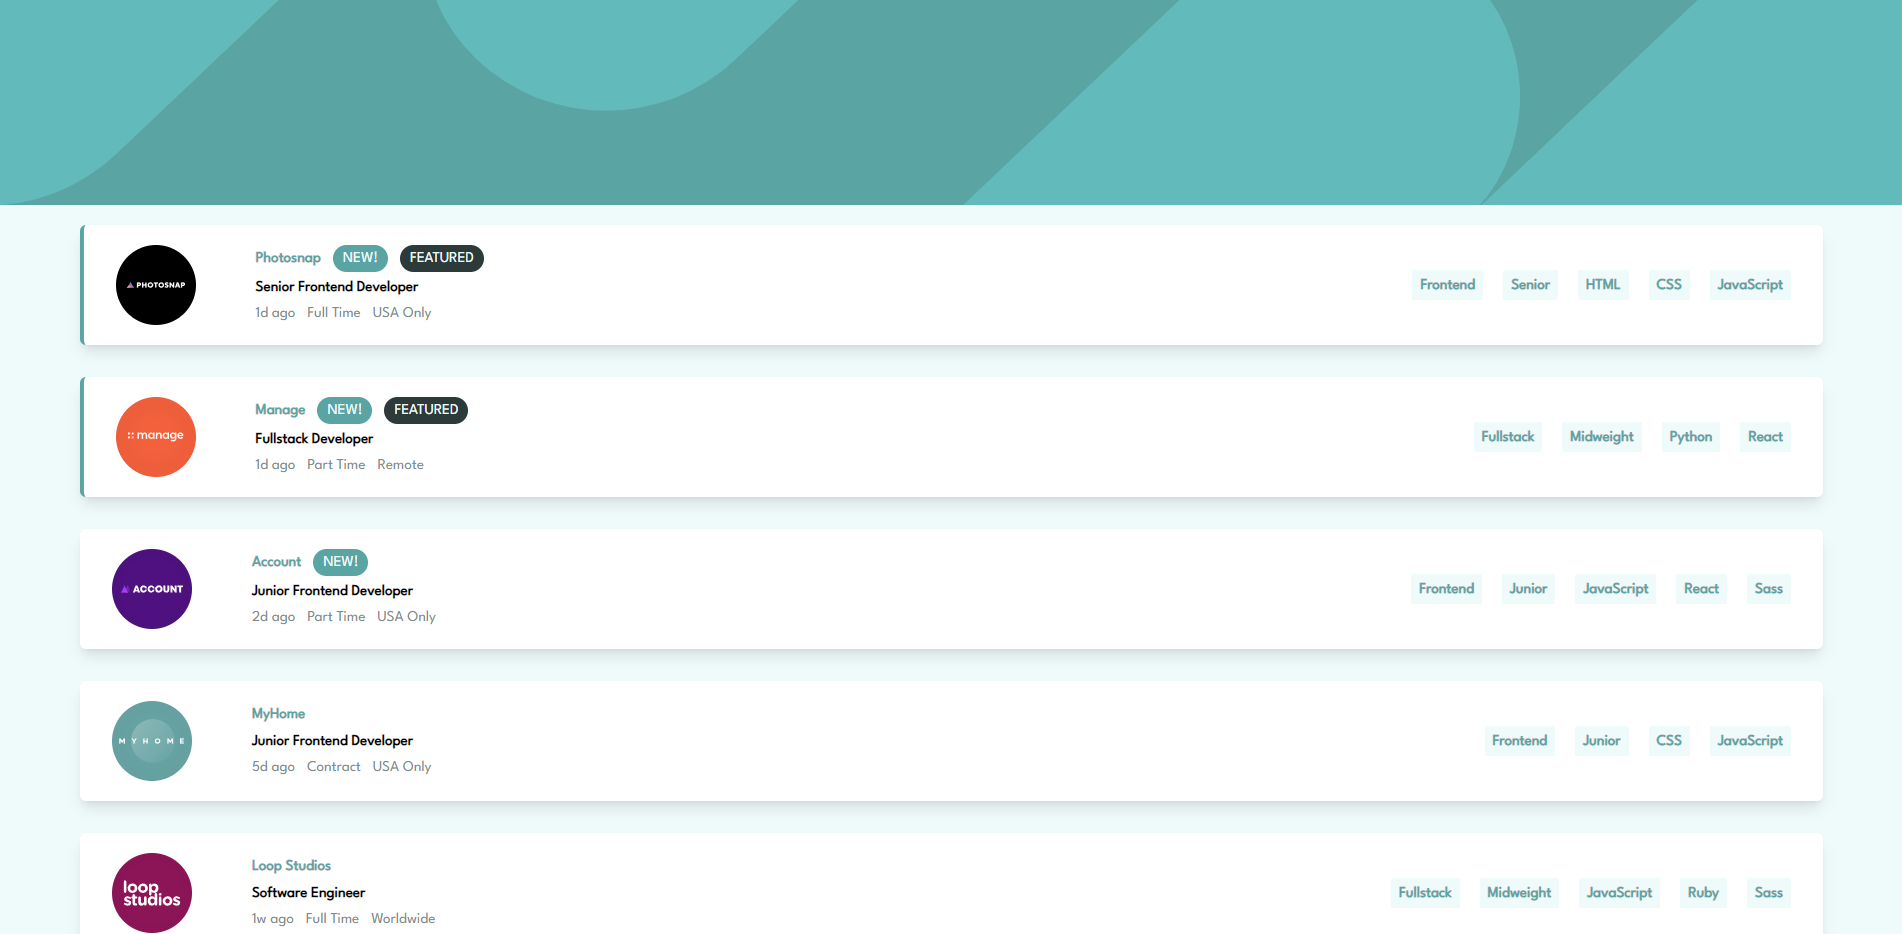 PHOTOSNAP
Photosnap NEW! FEATURED
Senior Frontend Developer
1d ago Full Time USA Only
Frontend Senior HTML CSS JavaScript
manage
Manage NEW! FEATURED
Fullstack Developer
1d ago Part Time Remote
Fullstack Midweight Python React
ACCOUNT
Account NEW!
Junior Frontend Developer
2d ago Part Time USA Only
Frontend Junior JavaScript React Sass
MYHOME
MyHome
Junior Frontend Developer
5d ago Contract USA Only
Frontend Junior CSS JavaScript
loop
studios
Loop Studios
Software Engineer
1w ago Full Time Worldwide
Fullstack Midweight JavaScript Ruby Sass